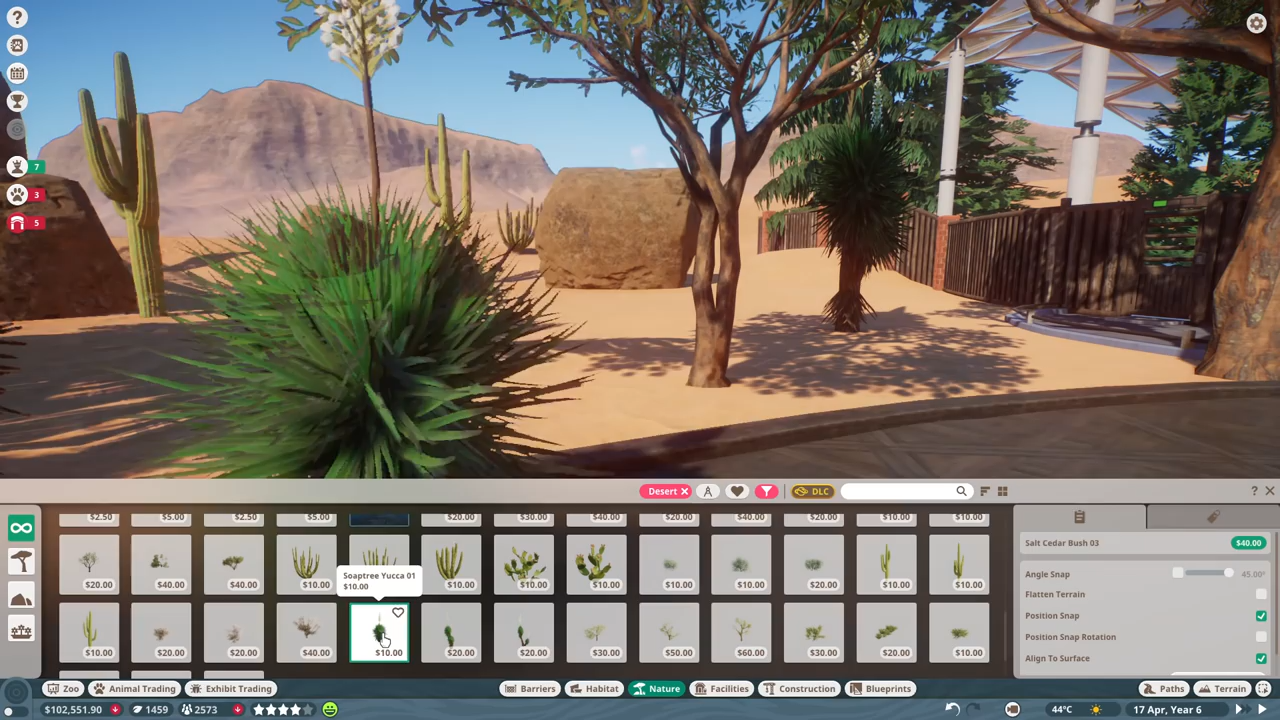 ?
7
3
5
Desert ×
DLC
? ×
$2.50 $5.00 $2.50 $5.00 $20.00 $30.00 $40.00 $20.00 $40.00 $20.00 $10.00 $10.00
Salt Cedar Bush 03 $40.00
Soaptree Yucca 01
$10.00
$20.00 $40.00 $40.00 $10.00 $10.00 $10.00 $10.00 $10.00 $10.00 $20.00 $10.00 $10.00
Angle Snap 45.00°
Flatten Terrain
Position Snap
Position Snap Rotation
Align To Surface
$10.00 $20.00 $20.00 $40.00 $10.00 $20.00 $20.00 $30.00 $50.00 $60.00 $30.00 $20.00 $10.00
Zoo Animal Trading Exhibit Trading Barriers Habitat Nature Facilities Construction Blueprints Paths Terrain
$102,551.90 1459 2573 44°C 17 Apr, Year 6